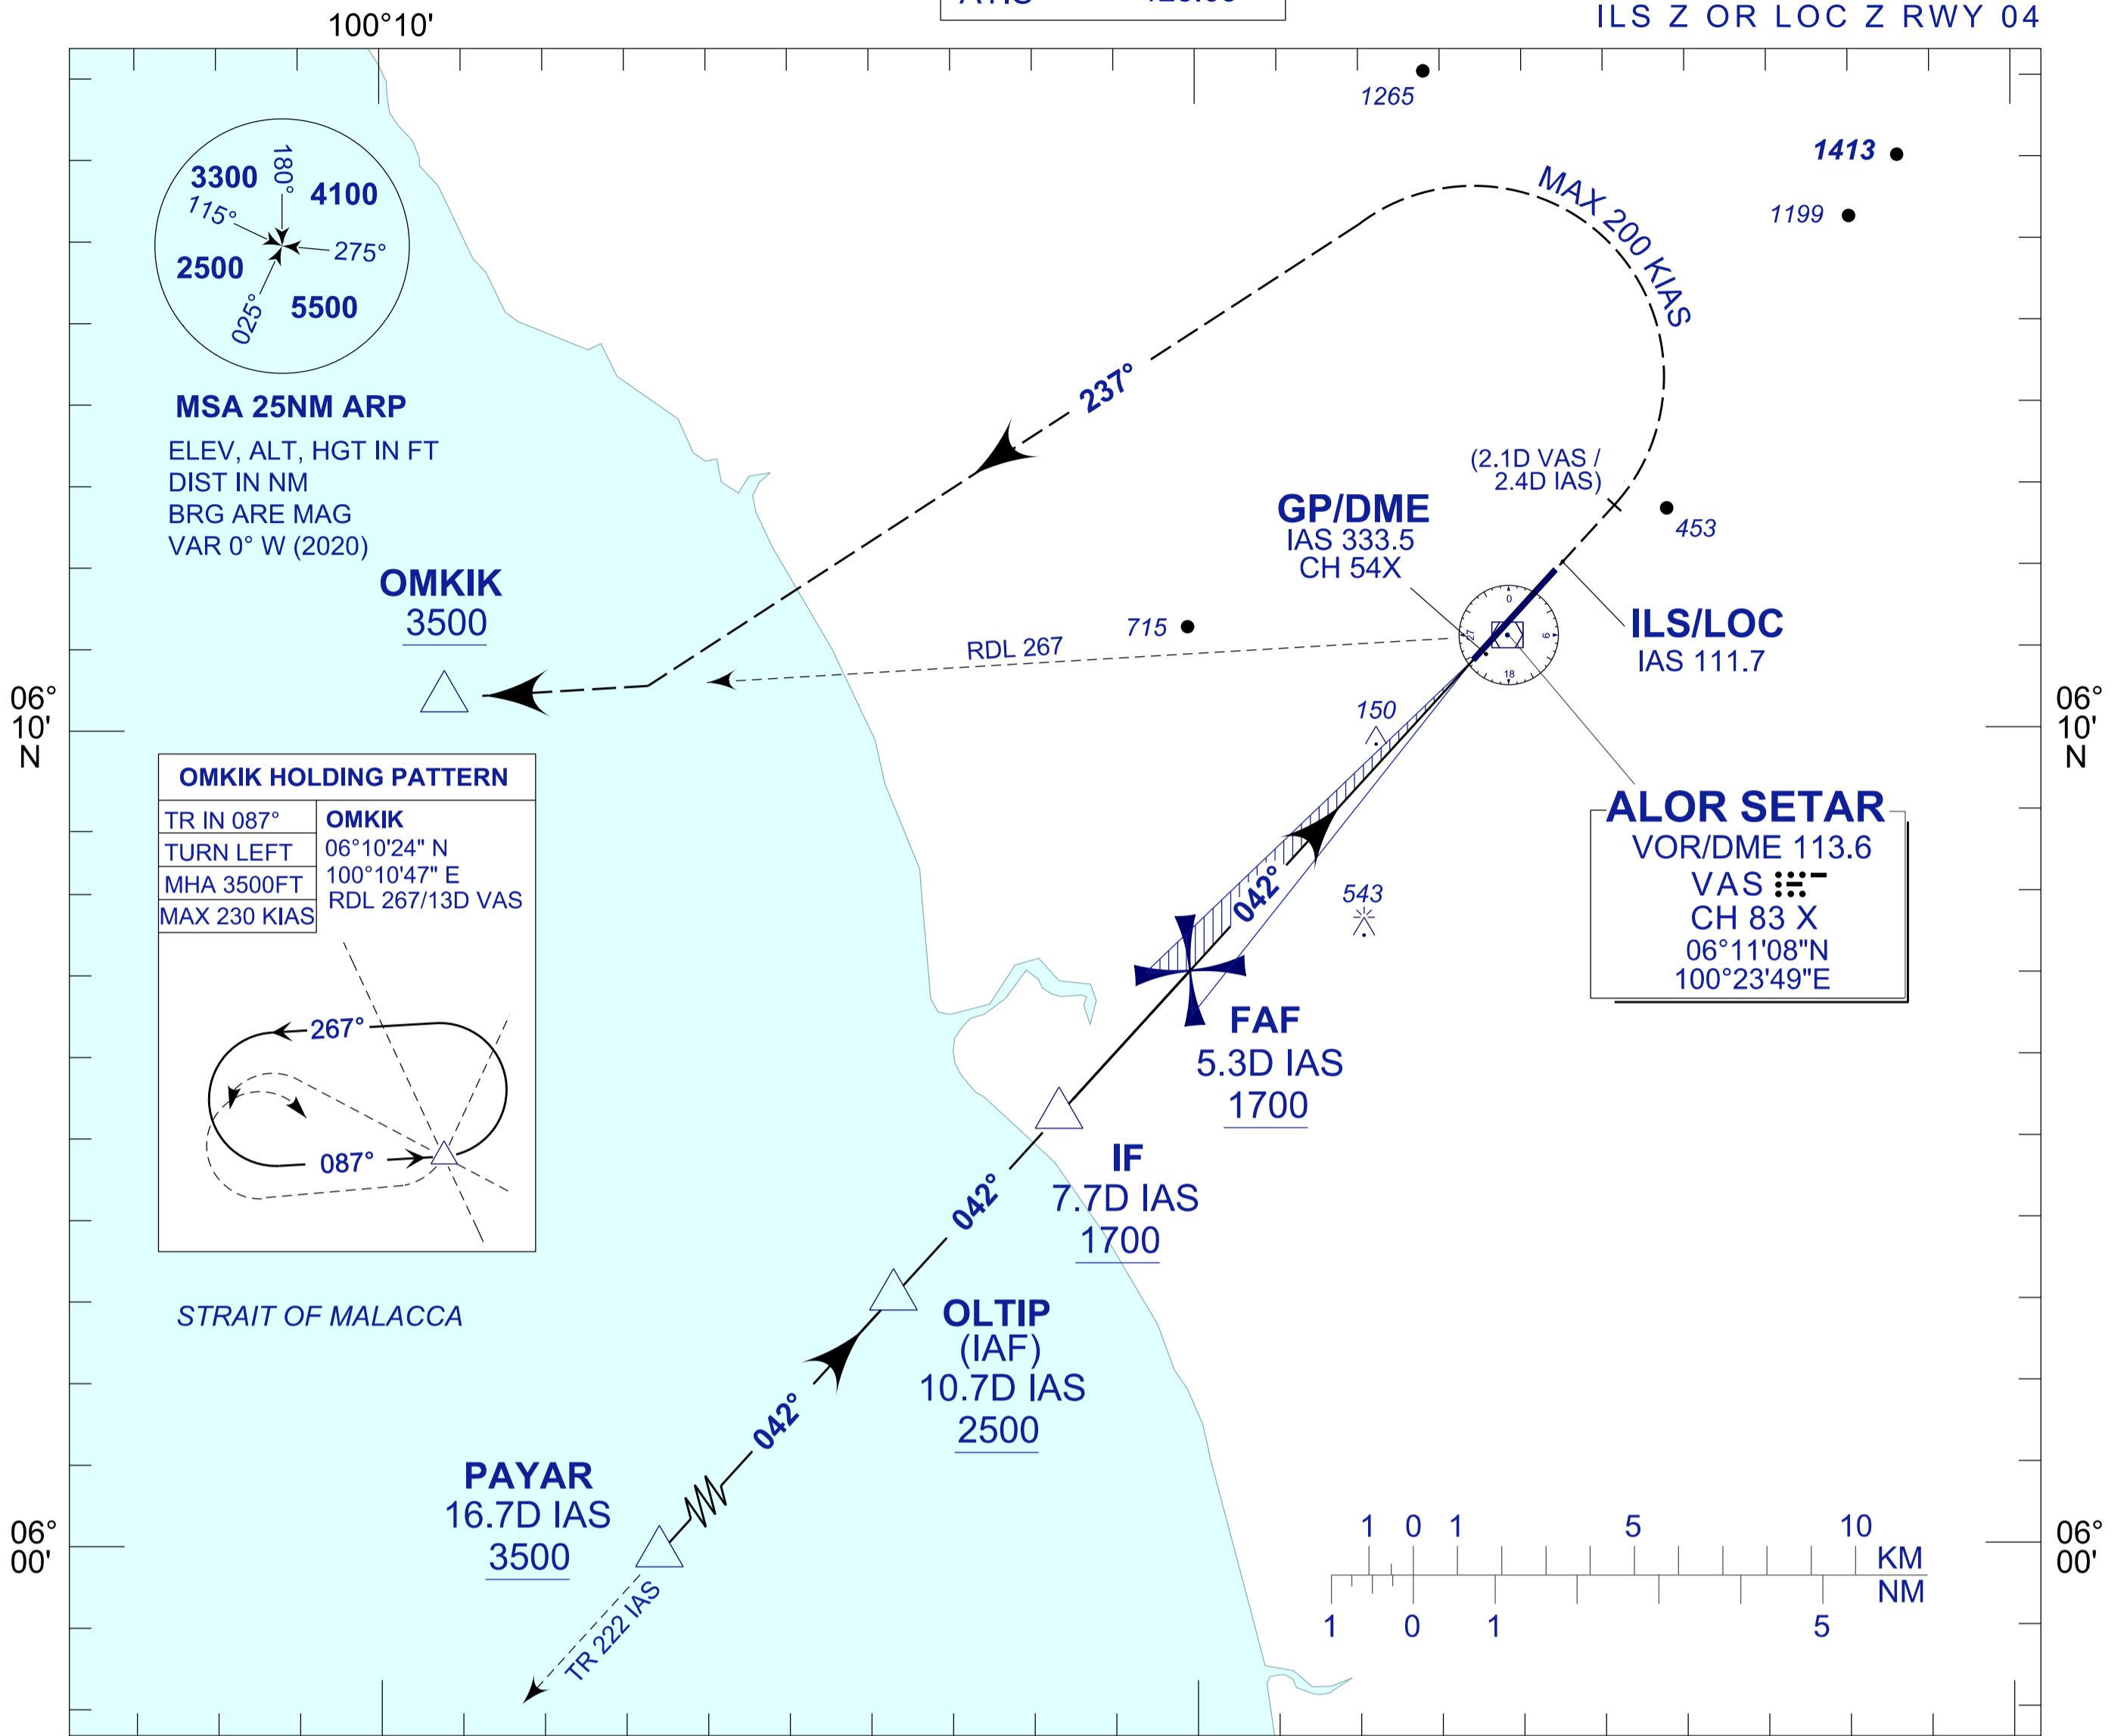 100°10'
ILS Z OR LOC Z RWY 04
1265
1413
1199
MAX 200 KIAS
3300
180°
4100
115°
275°
2500
025°
5500
MSA 25NM ARP
ELEV, ALT, HGT IN FT
DIST IN NM
BRG ARE MAG
VAR 0° W (2020)
237°
(2.1D VAS /
2.4D IAS)
453
GP/DME
IAS 333.5
CH 54X
OMKIK
3500
715
RDL 267
0
9
18
27
ILS/LOC
IAS 111.7
06°
10'
N
06°
10'
N
150
OMKIK HOLDING PATTERN
TR IN 087°
TURN LEFT
MHA 3500FT
MAX 230 KIAS
OMKIK
06°10'24" N
100°10'47" E
RDL 267/13D VAS
267°
087°
ALOR SETAR
VOR/DME 113.6
VAS
CH 83 X
06°11'08"N
100°23'49"E
042°
543
FAF
5.3D IAS
1700
IF
7.7D IAS
1700
042°
STRAIT OF MALACCA
OLTIP
(IAF)
10.7D IAS
2500
042°
PAYAR
16.7D IAS
3500
TR 222 IAS
06°
00'
06°
00'
1 0 1 5 10
KM
NM
1 0 1 5